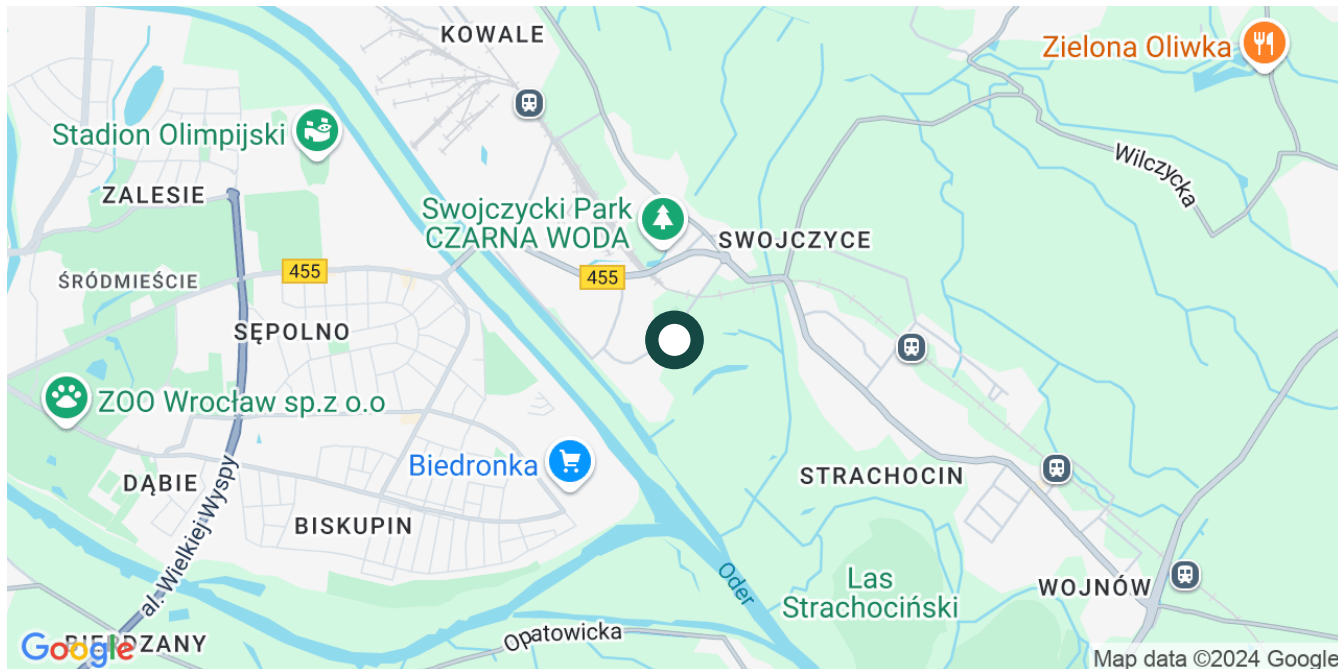 KOWALE
Zielona Oliwka
Stadion Olimpijski
Wilczycka
ZALESIE
Swojczycki Park
CZARNA WODA
SWOJCZYCE
ŚRÓDMIEŚCIE
455
455
SĘPOLNO
ZOO Wrocław sp.z o.o
Biedronka
STRACHOCIN
DĄBIE
al. Wielkiej Wyspy
BISKUPIN
Oder
Las
Strachociński
WOJNÓW
Opatowicka
Google
Map data ©2024 Google